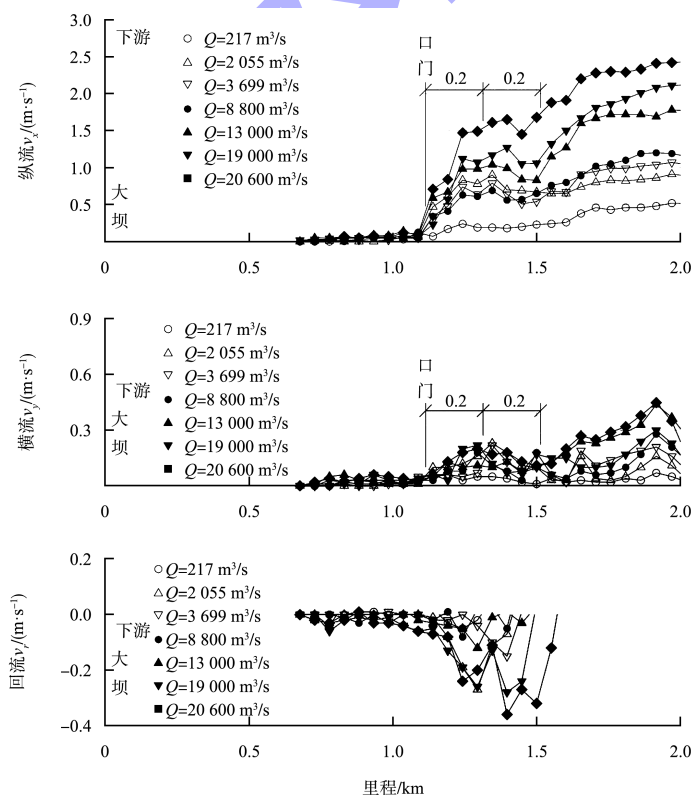 3.0
2.5
2.0
1.5
1.0
0.5
纵流vx/(m·s⁻¹)
下游
大
坝
Q=217 m³/s
Q=2 055 m³/s
Q=3 699 m³/s
Q=8 800 m³/s
Q=13 000 m³/s
Q=19 000 m³/s
Q=20 600 m³/s
口
门
0.2 0.2
0 0.5 1.0 1.5 2.0
0.9
0.6
0.3
横流vy/(m·s⁻¹)
下游
大
坝
Q=217 m³/s
Q=2 055 m³/s
Q=3 699 m³/s
Q=8 800 m³/s
Q=13 000 m³/s
Q=19 000 m³/s
Q=20 600 m³/s
口
门
0.2 0.2
0 0.5 1.0 1.5 2.0
0.2
0.0
−0.2
−0.4
回流vr/(m·s⁻¹)
下游
大
坝
Q=217 m³/s
Q=2 055 m³/s
Q=3 699 m³/s
Q=8 800 m³/s
Q=13 000 m³/s
Q=19 000 m³/s
Q=20 600 m³/s
0 0.5 1.0 1.5 2.0
里程/km